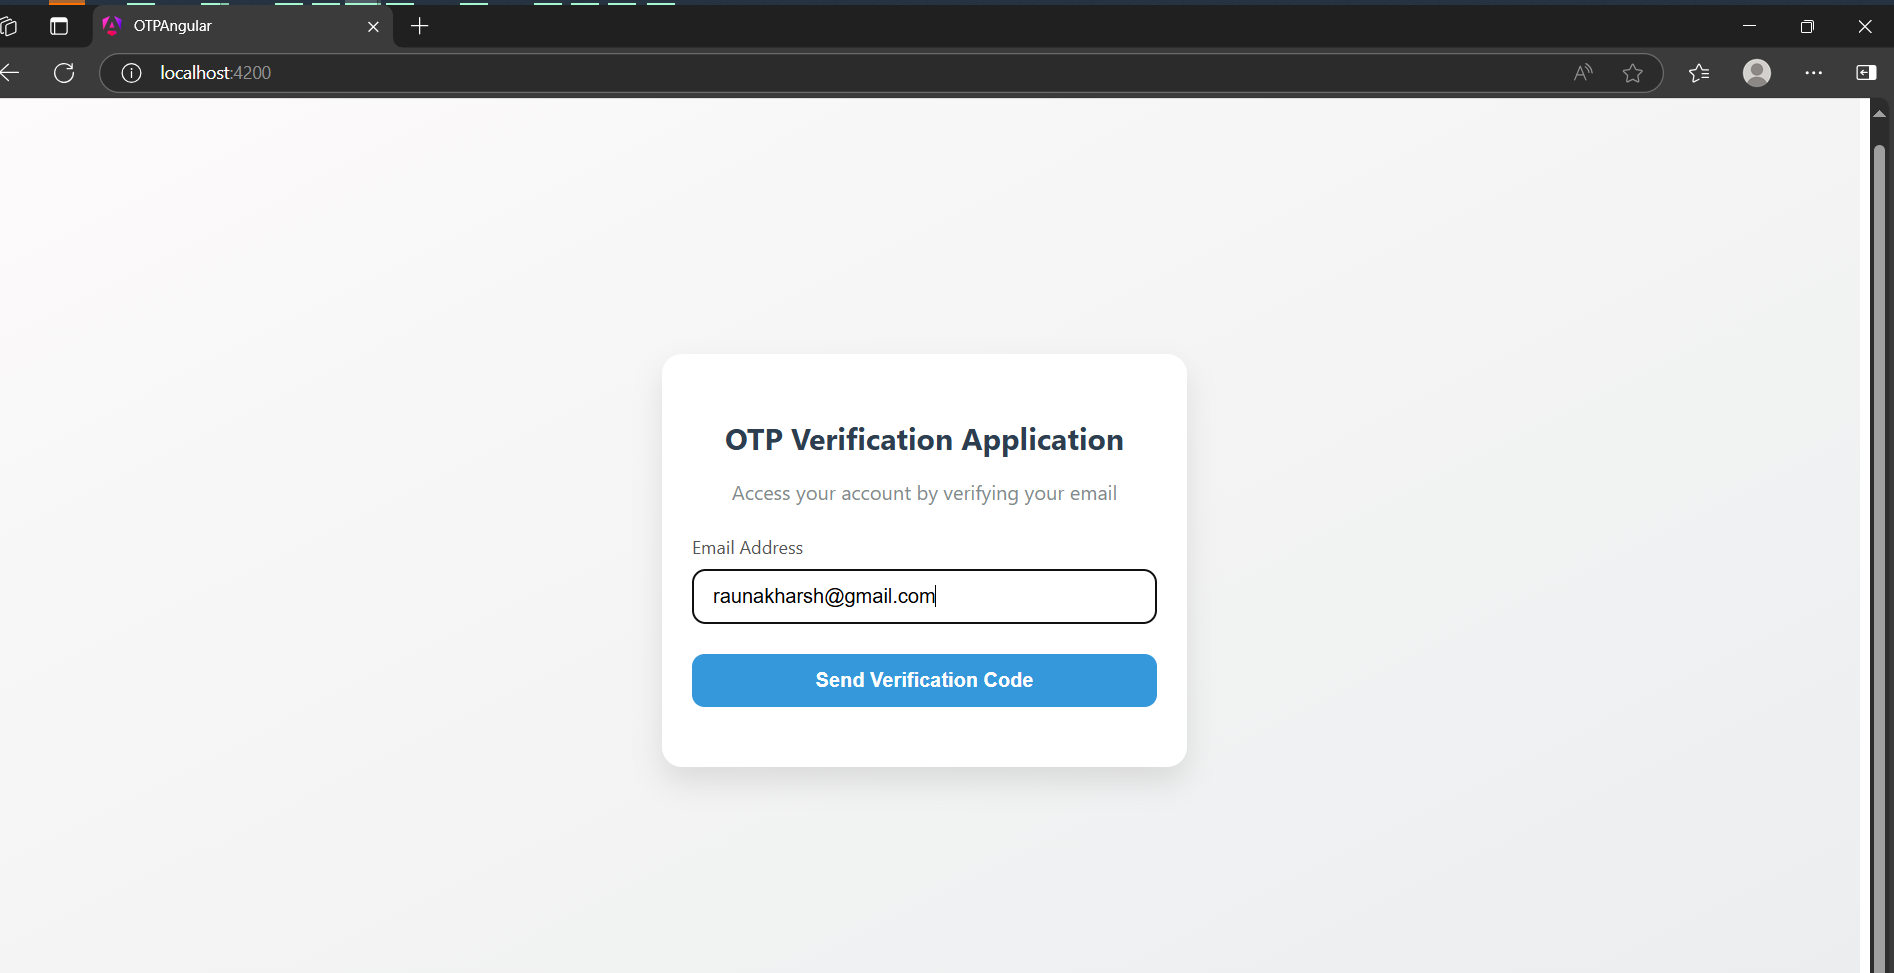 OTPAngular
localhost:4200
OTP Verification Application
Access your account by verifying your email
Email Address
raunakharsh@gmail.com
Send Verification Code